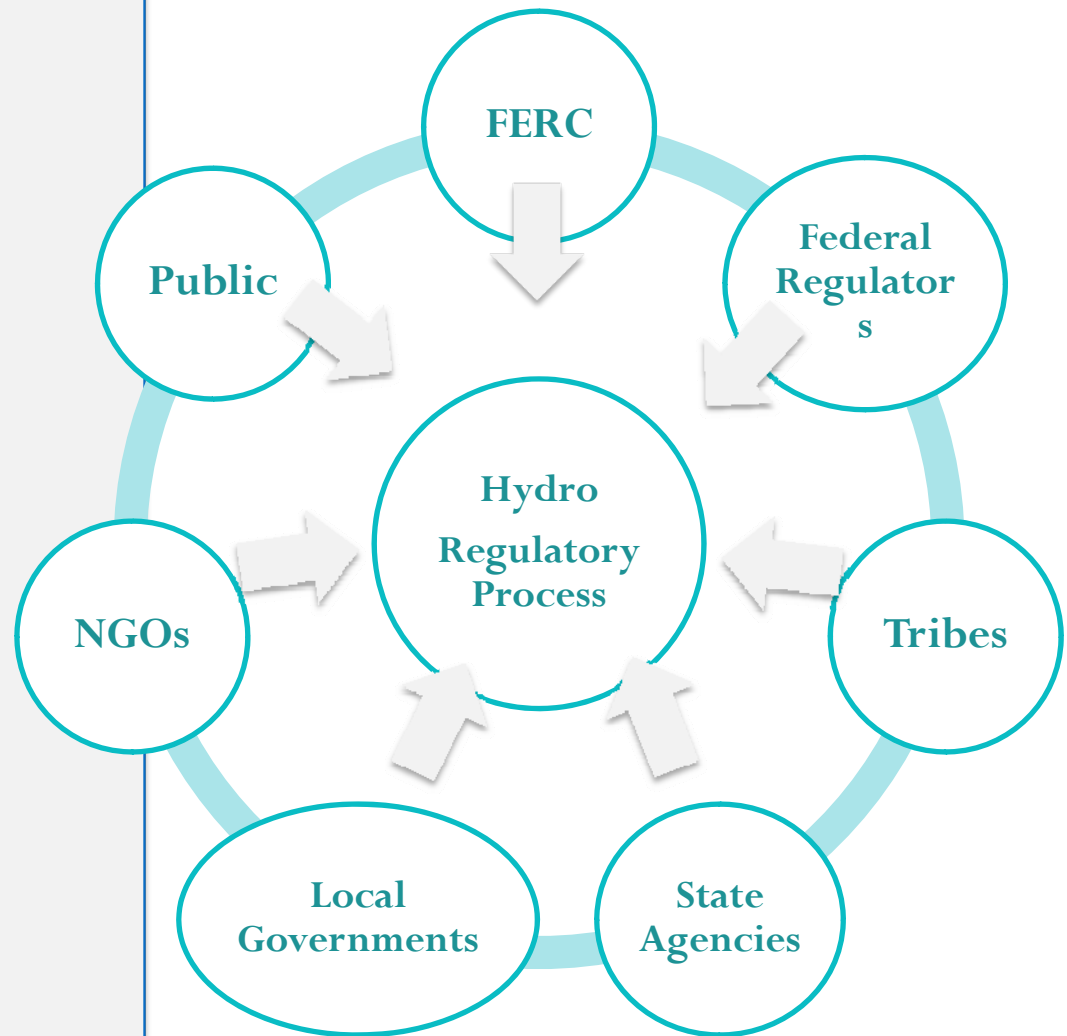 FERC
Federal
Regulator
s
Public
Hydro
Regulatory
Process
NGOs
Tribes
Local
Governments
State
Agencies